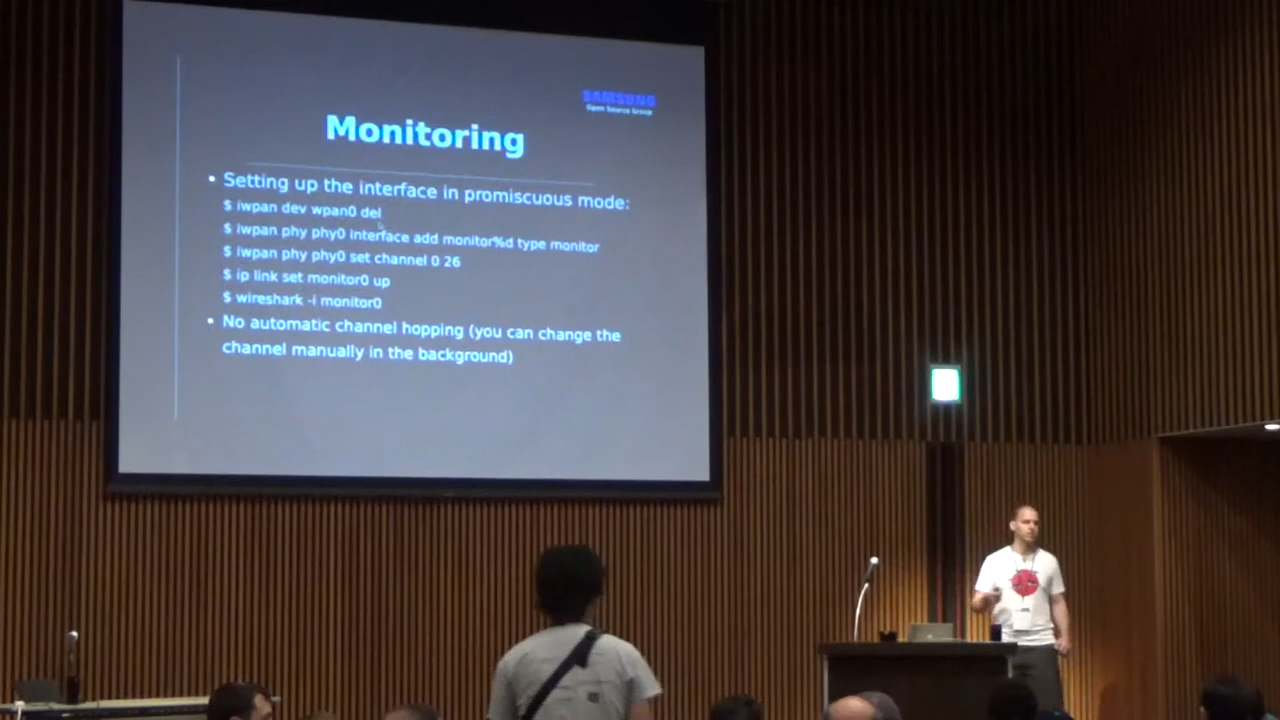 SAMSUNG
Open Source Group
Monitoring
• Setting up the interface in promiscuous mode:
$ iwpan dev wpan0 del
$ iwpan phy phy0 interface add monitor%d type monitor
$ iwpan phy phy0 set channel 0 26
$ ip link set monitor0 up
$ wireshark -i monitor0
• No automatic channel hopping (you can change the
channel manually in the background)